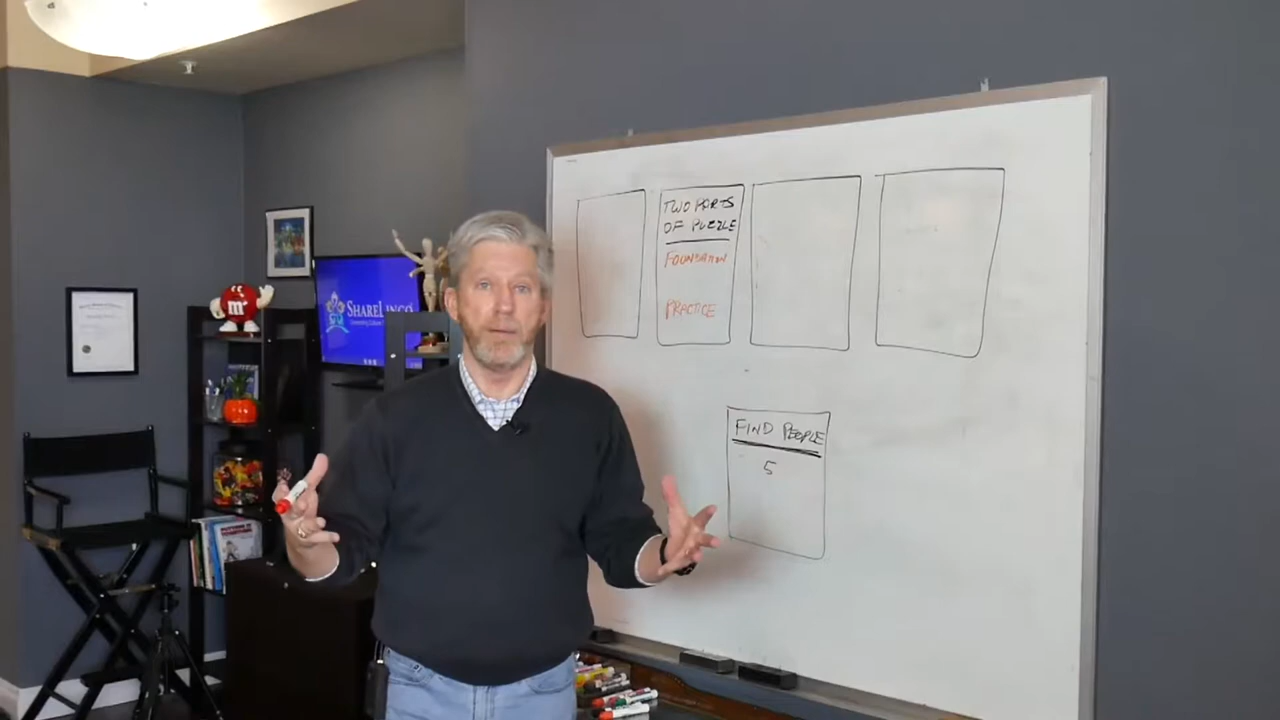 TWO PARTS
OF PUZZLE
FOUNDATION
PRACTICE
FIND PEOPLE
5
m
SHARELINGO